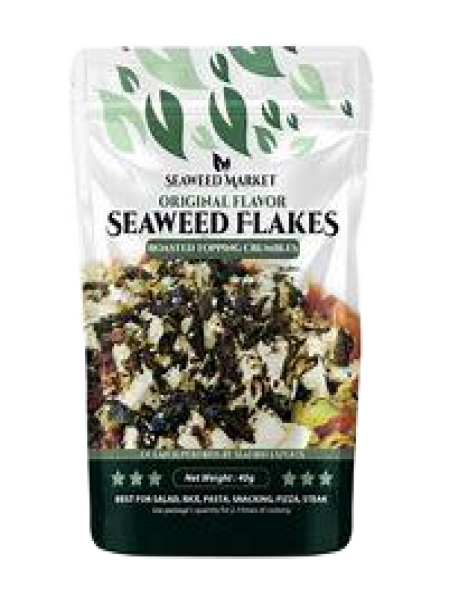 SEAWEED MARKET
ORIGINAL FLAVOR
SEAWEED FLAKES
ROASTED TOPPING CRUMBLES
Net Weight : 40g
BEST FOR SALAD, RICE, PASTA, SNACKING, PIZZA, STEAK